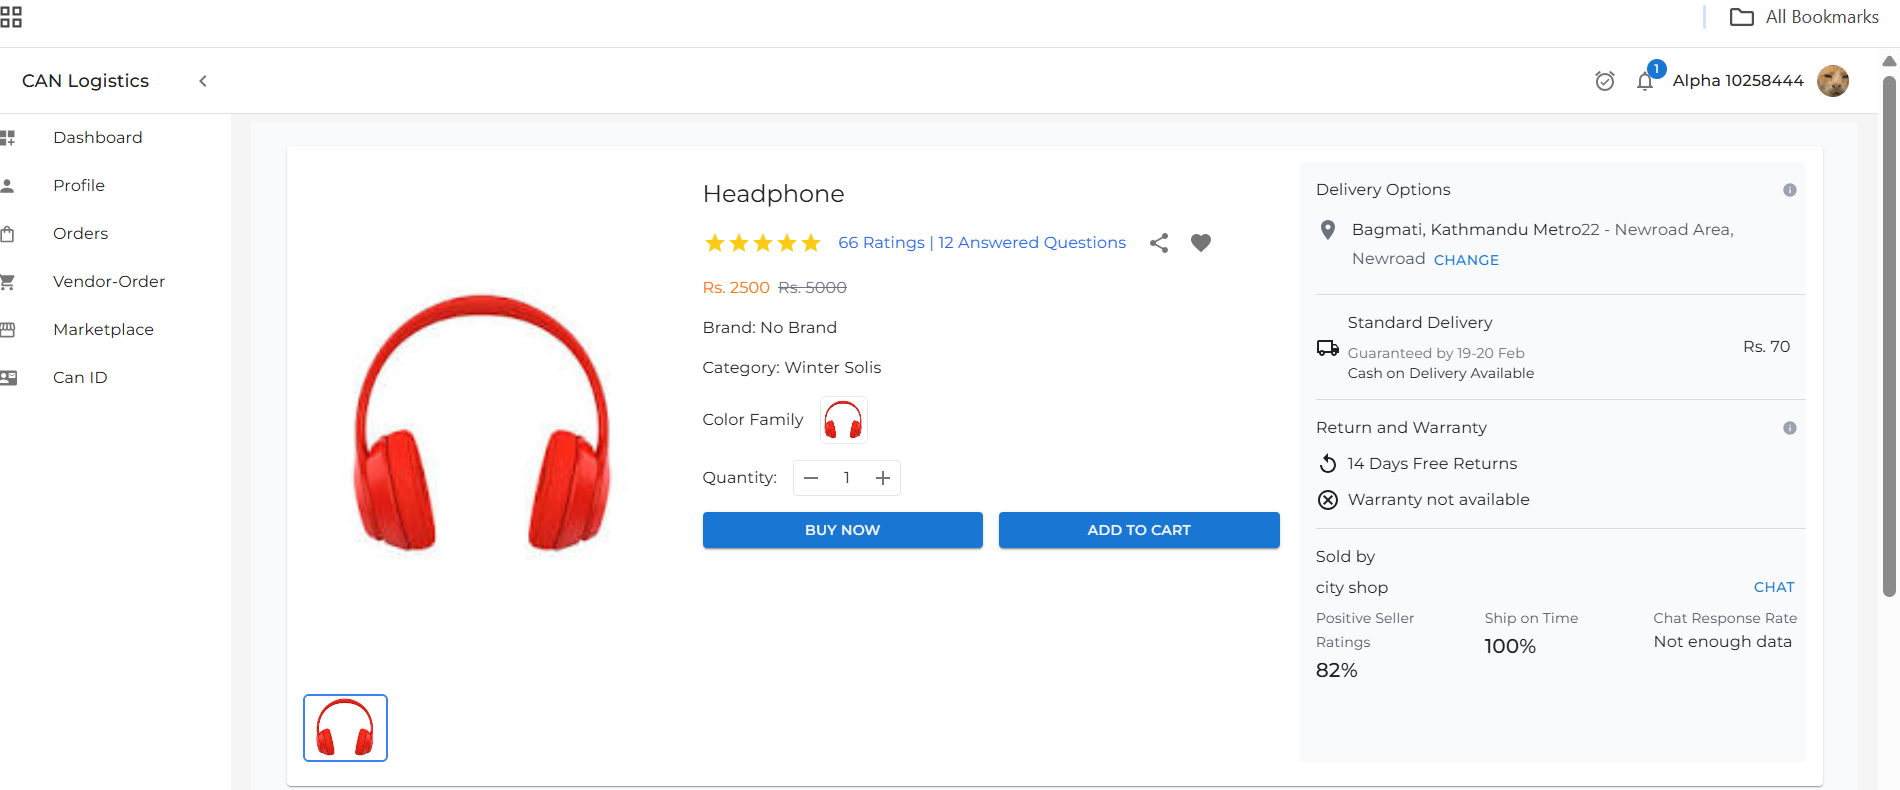 All Bookmarks
CAN Logistics
1
Alpha 10258444
Dashboard
Profile
Orders
Vendor-Order
Marketplace
Can ID
Headphone
66 Ratings | 12 Answered Questions
Rs. 2500 Rs. 5000
Brand: No Brand
Category: Winter Solis
Color Family
Quantity: 1
BUY NOW
ADD TO CART
Delivery Options
Bagmati, Kathmandu Metro22 - Newroad Area,
Newroad CHANGE
Standard Delivery
Guaranteed by 19-20 Feb
Cash on Delivery Available
Rs. 70
Return and Warranty
14 Days Free Returns
Warranty not available
Sold by
city shop
CHAT
Positive Seller
Ratings
82%
Ship on Time
100%
Chat Response Rate
Not enough data